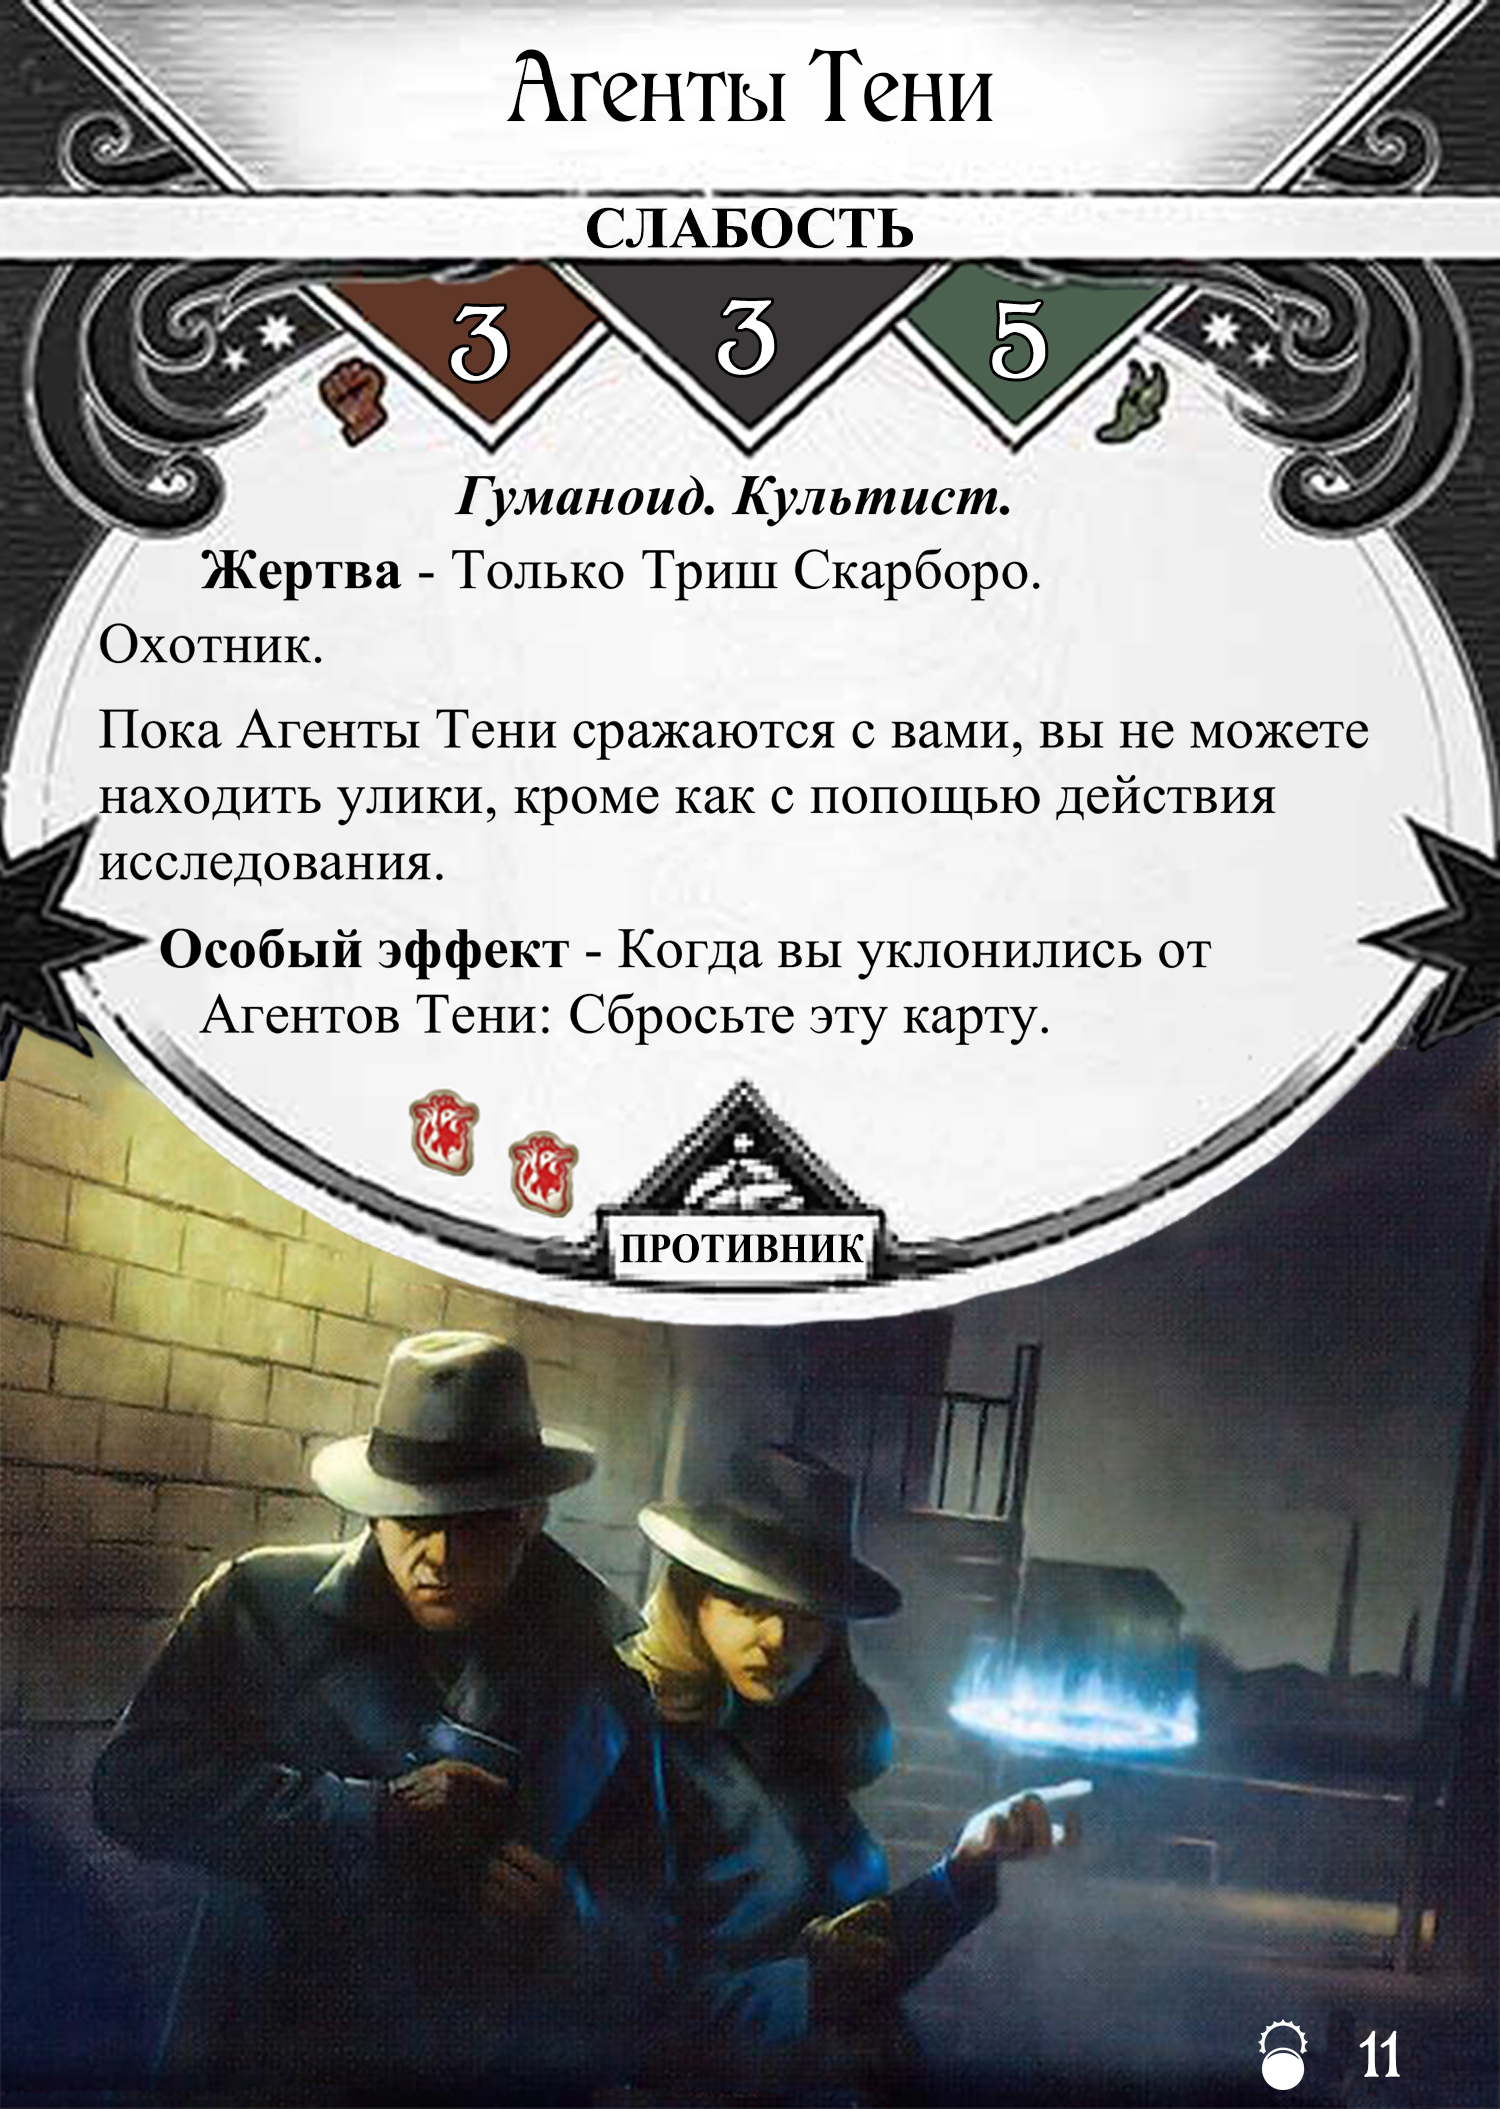 Агенты Тени
СЛАБОСТЬ
3 3 5
Гуманоид. Культист.
Жертва - Только Триш Скарборо.
Охотник.
Пока Агенты Тени сражаются с вами, вы не можете
находить улики, кроме как с попощью действия
исследования.
Особый эффект - Когда вы уклонились от
Агентов Тени: Сбросьте эту карту.
ПРОТИВНИК
11